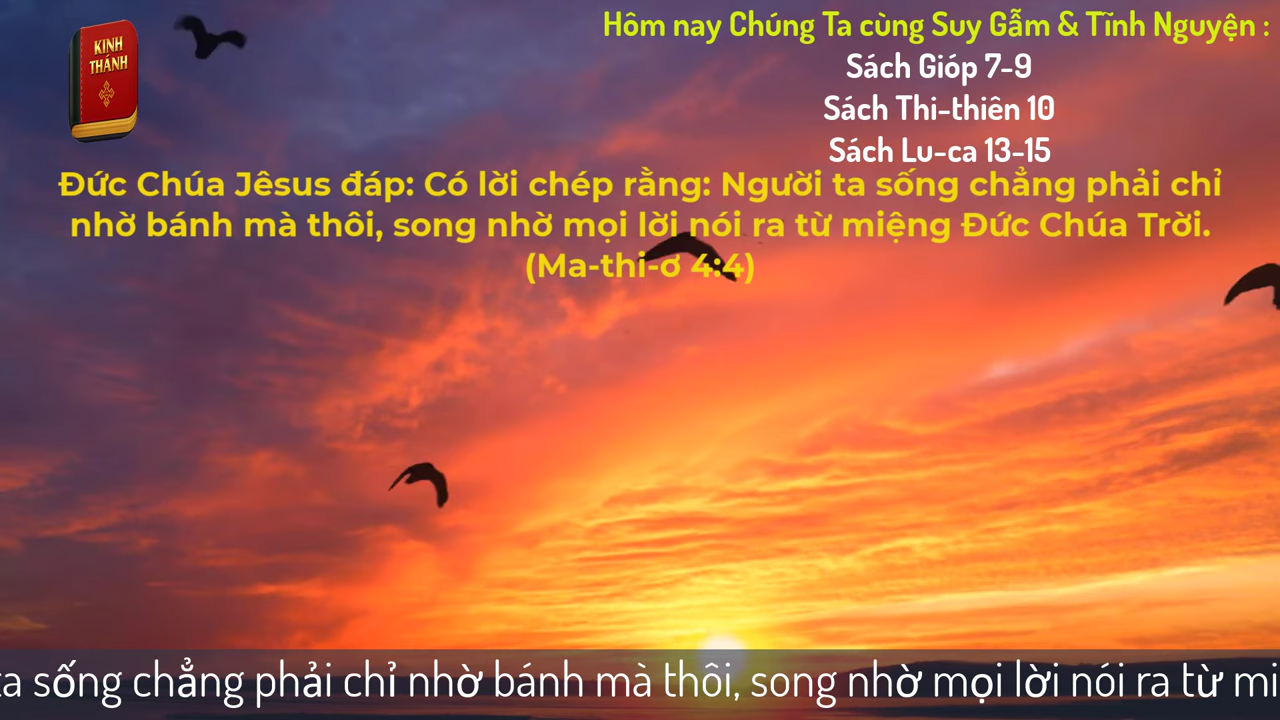 KINH
THÁNH
Hôm nay Chúng Ta cùng Suy Gẫm & Tĩnh Nguyện :
Sách Gióp 7-9
Sách Thi-thiên 10
Sách Lu-ca 13-15
Đức Chúa Jêsus đáp: Có lời chép rằng: Người ta sống chẳng phải chỉ
nhờ bánh mà thôi, song nhờ mọi lời nói ra từ miệng Đức Chúa Trời.
(Ma-thi-ơ 4:4)
ta sống chẳng phải chỉ nhờ bánh mà thôi, song nhờ mọi lời nói ra từ mi